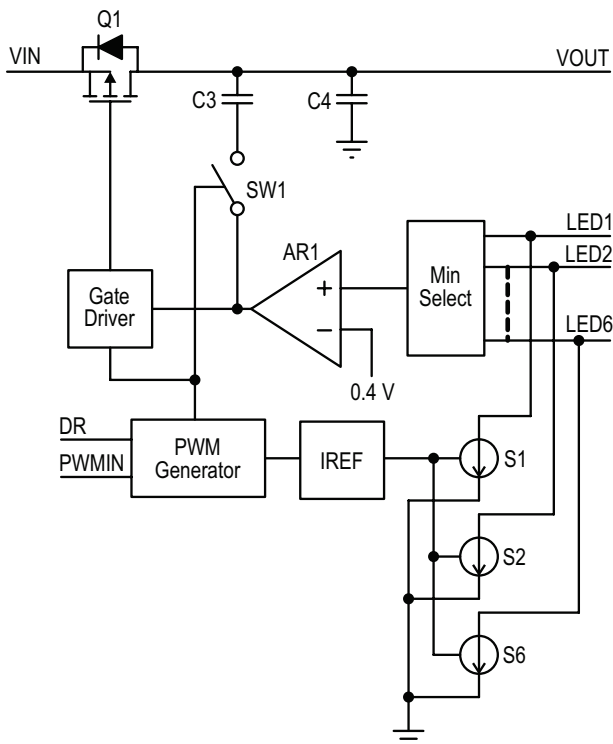 Q1
VIN
VOUT
C3
C4
SW1
LED1
AR1
LED2
Min
Select
+
Gate
Driver
−
LED6
0.4 V
DR
PWM
Generator
IREF
S1
PWMIN
S2
S6